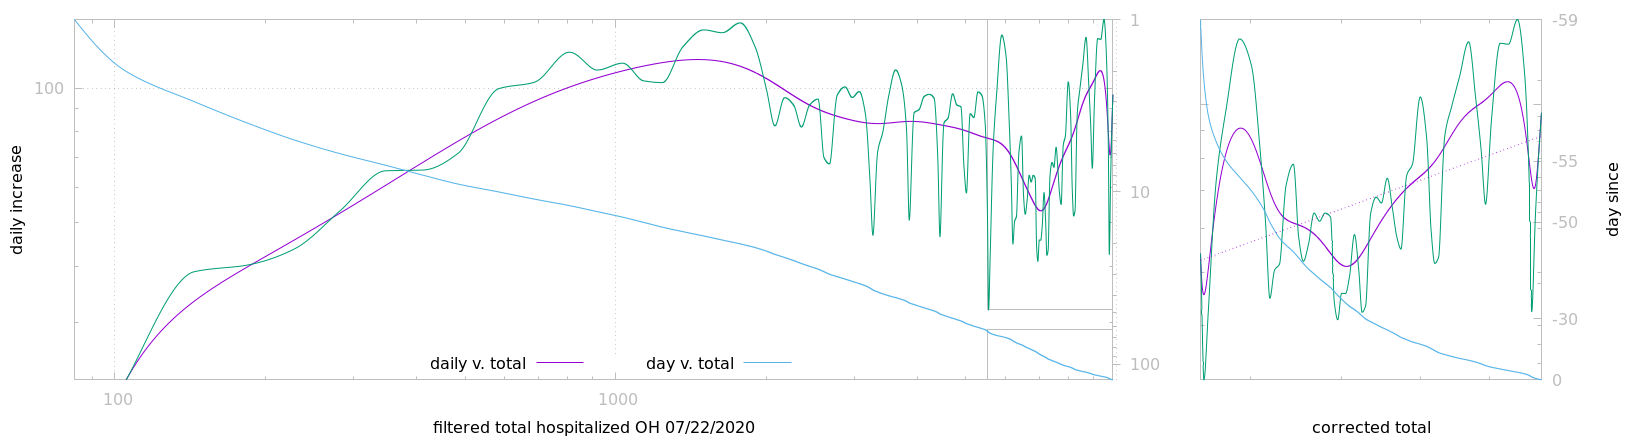 daily increase
100
1
10
100
daily v. total
day v. total
100
1000
filtered total hospitalized OH 07/22/2020
-59
-55
-50
-30
0
day since
corrected total